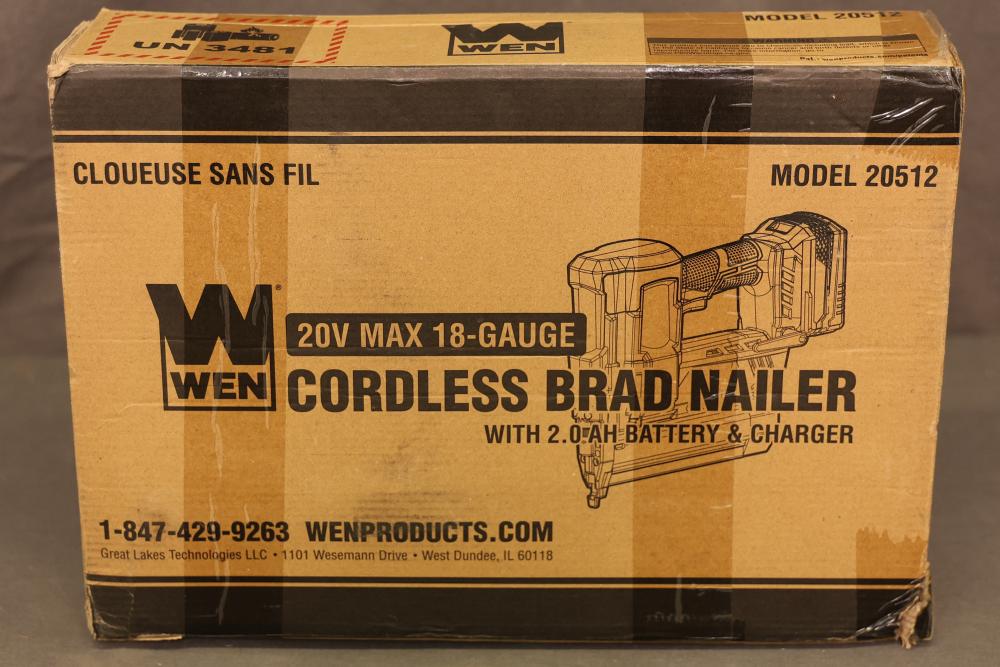 UN 3481
WEN
MODEL 20512
WARNING
CLOUEUSE SANS FIL
MODEL 20512
WEN®
20V MAX 18-GAUGE
CORDLESS BRAD NAILER
WITH 2.0 AH BATTERY & CHARGER
1-847-429-9263 WENPRODUCTS.COM
Great Lakes Technologies LLC • 1101 Wesemann Drive • West Dundee, IL 60118